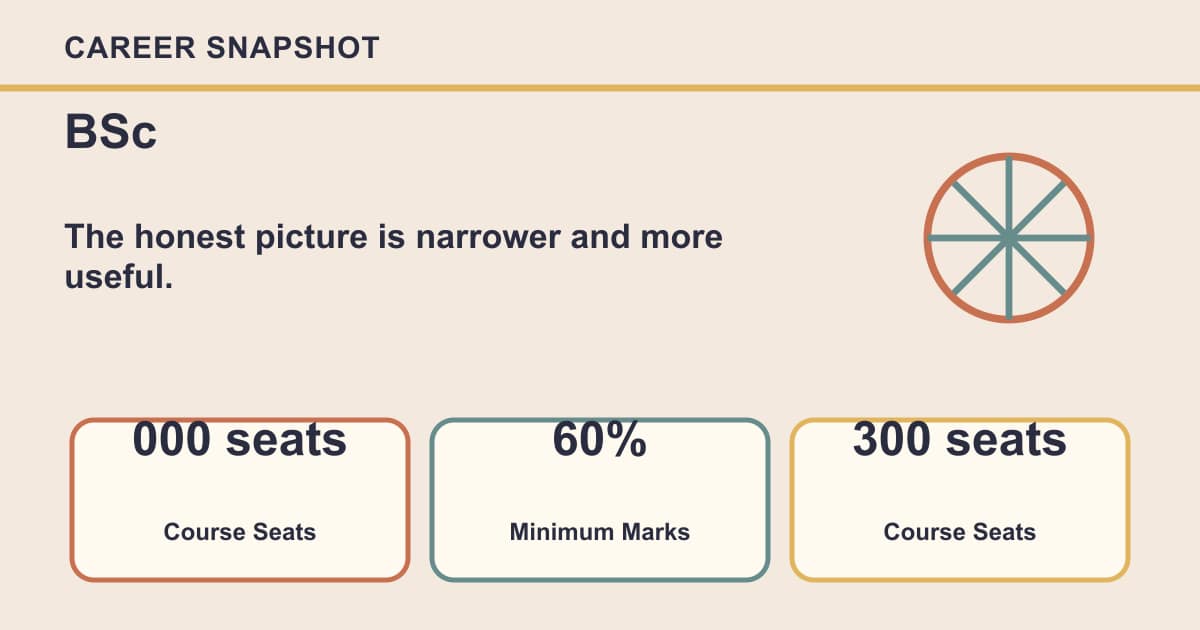 CAREER SNAPSHOT
BSc
The honest picture is narrower and more
useful.
000 seats
Course Seats
60%
Minimum Marks
300 seats
Course Seats